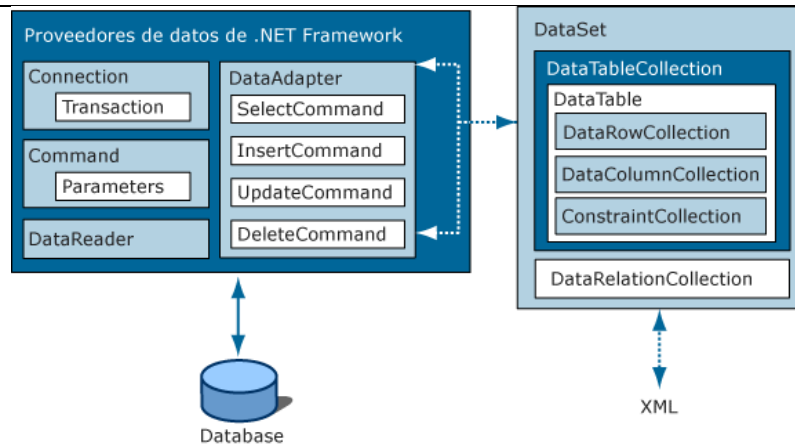 Proveedores de datos de .NET Framework
Connection
Transaction
Command
Parameters
DataReader
DataAdapter
SelectCommand
InsertCommand
UpdateCommand
DeleteCommand
Database
DataSet
DataTableCollection
DataTable
DataRowCollection
DataColumnCollection
ConstraintCollection
DataRelationCollection
XML